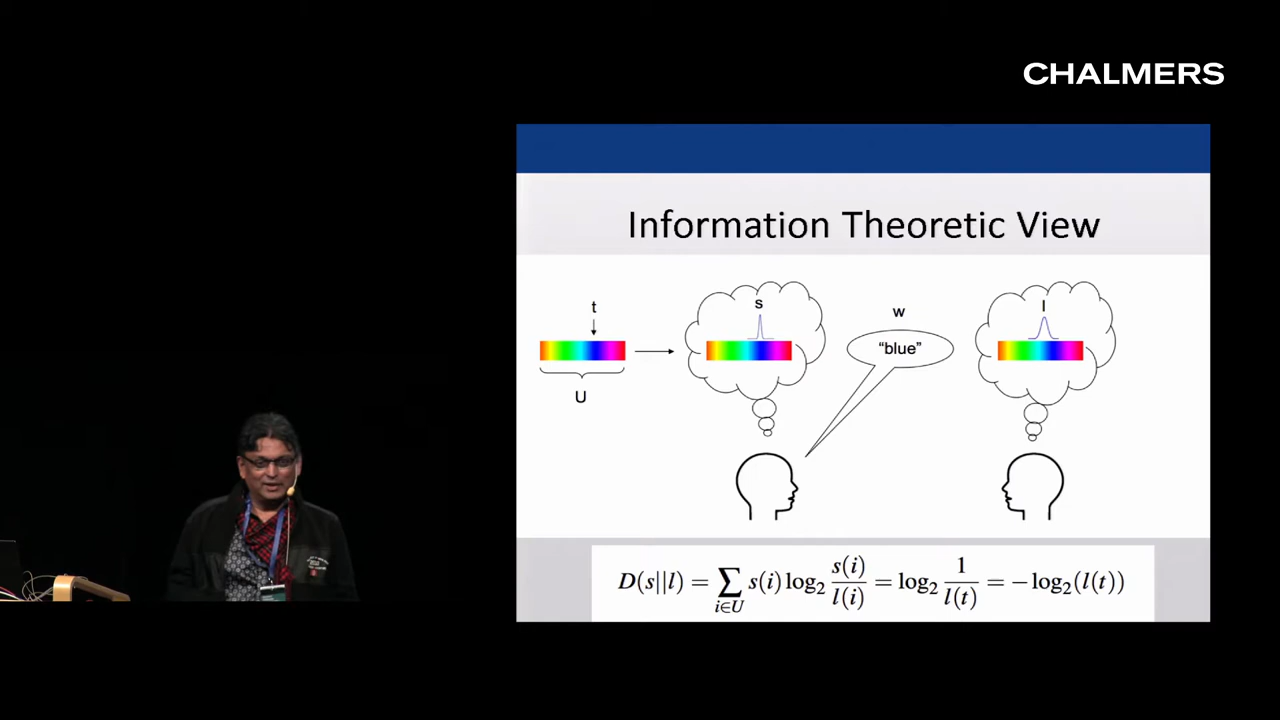 CHALMERS
Information Theoretic View
t
s
w
l
"blue"
U
D(s||l) = ∑_{i∈U} s(i) log₂ s(i)/l(i) = log₂ 1/l(t) = −log₂(l(t))